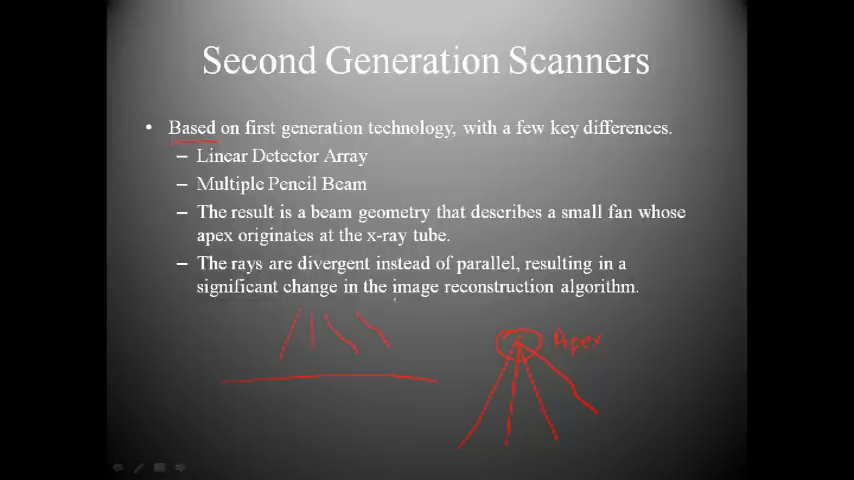 Second Generation Scanners
• Based on first generation technology, with a few key differences.
– Linear Detector Array
– Multiple Pencil Beam
– The result is a beam geometry that describes a small fan whose
apex originates at the x-ray tube.
– The rays are divergent instead of parallel, resulting in a
significant change in the image reconstruction algorithm.
Apex